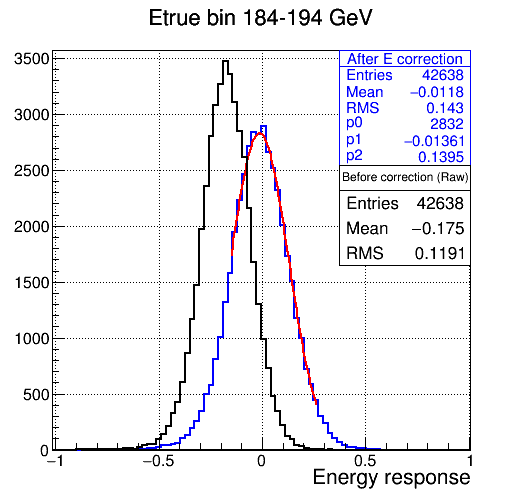 Etrue bin 184-194 GeV
After E correction
Entries 42638
Mean −0.0118
RMS 0.143
p0 2832
p1 −0.01361
p2 0.1395
Before correction (Raw)
Entries 42638
Mean −0.175
RMS 0.1191
3500
3000
2500
2000
1500
1000
500
0
−1 −0.5 0 0.5 1
Energy response